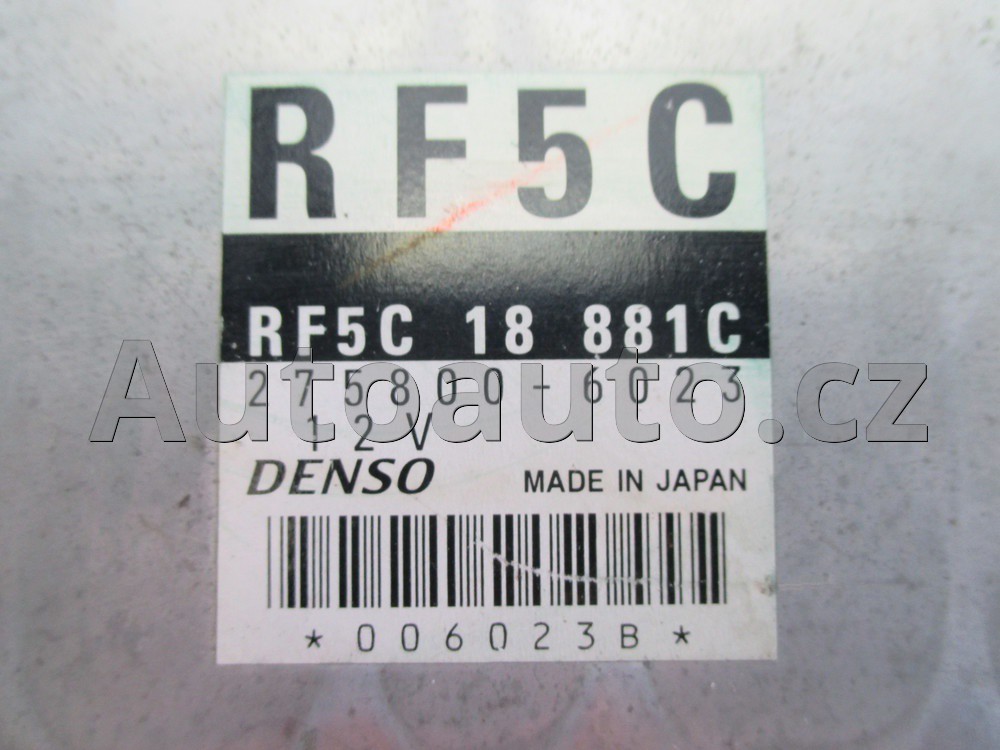 RF5C
RF5C 18 881C
275800-6023
Autoauto.cz
12V
DENSO MADE IN JAPAN
*006023B*